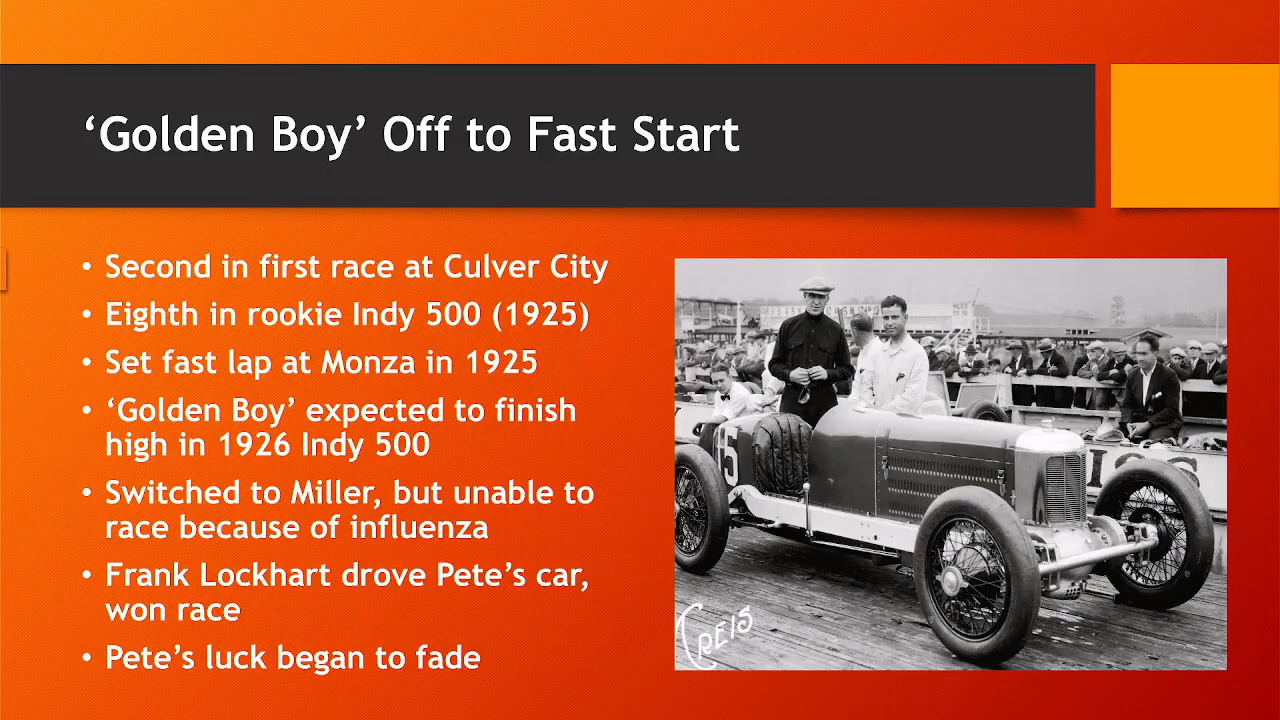 ‘Golden Boy’ Off to Fast Start
• Second in first race at Culver City
• Eighth in rookie Indy 500 (1925)
• Set fast lap at Monza in 1925
• ‘Golden Boy’ expected to finish
high in 1926 Indy 500
• Switched to Miller, but unable to
race because of influenza
• Frank Lockhart drove Pete’s car,
won race
• Pete’s luck began to fade
5
CREIS